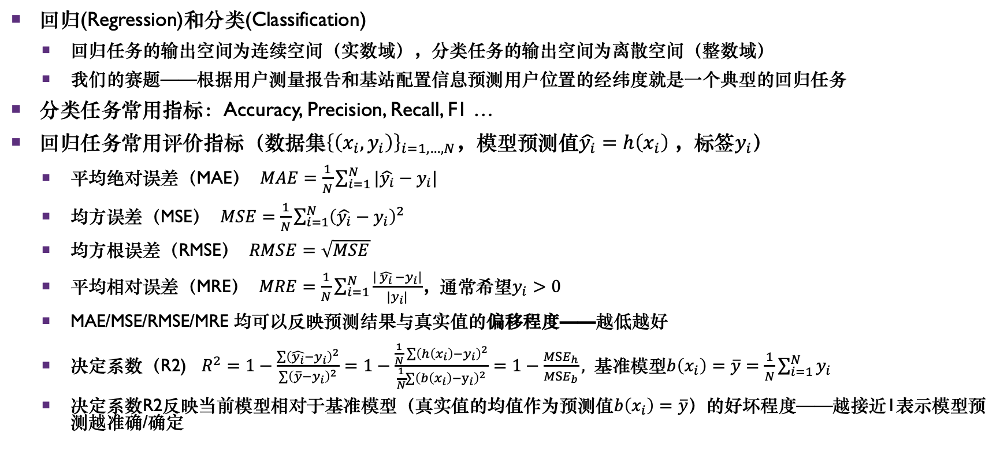 ■ 回归(Regression)和分类(Classification)
■ 回归任务的输出空间为连续空间（实数域），分类任务的输出空间为离散空间（整数域）
■ 我们的赛题——根据用户测量报告和基站配置信息预测用户位置的经纬度就是一个典型的回归任务
■ 分类任务常用指标：Accuracy, Precision, Recall, F1 …
■ 回归任务常用评价指标（数据集$\{(x_i, y_i)\}_{i=1,...,N}$，模型预测值$\widehat{y_i} = h(x_i)$ ，标签$y_i$）
■ 平均绝对误差（MAE） $MAE = \frac{1}{N}\sum_{i=1}^{N}|\widehat{y_i} - y_i|$
■ 均方误差（MSE） $MSE = \frac{1}{N}\sum_{i=1}^{N}(\widehat{y_i} - y_i)^2$
■ 均方根误差（RMSE） $RMSE = \sqrt{MSE}$
■ 平均相对误差（MRE） $MRE = \frac{1}{N}\sum_{i=1}^{N}\frac{|\widehat{y_i} - y_i|}{|y_i|}$，通常希望$y_i > 0$
■ MAE/MSE/RMSE/MRE 均可以反映预测结果与真实值的偏移程度——越低越好
■ 决定系数（R2) $R^2 = 1 - \frac{\sum(\widehat{y_i} - y_i)^2}{\sum(\bar{y} - y_i)^2} = 1 - \frac{\frac{1}{N}\sum(h(x_i) - y_i)^2}{\frac{1}{N}\sum(b(x_i) - y_i)^2} = 1 - \frac{MSE_h}{MSE_b}$, 基准模型$b(x_i) = \bar{y} = \frac{1}{N}\sum_{i=1}^{N} y_i$
■ 决定系数R2反映当前模型相对于基准模型（真实值的均值作为预测值$b(x_i) = \bar{y}$）的好坏程度——越接近1表示模型预
测越准确/确定